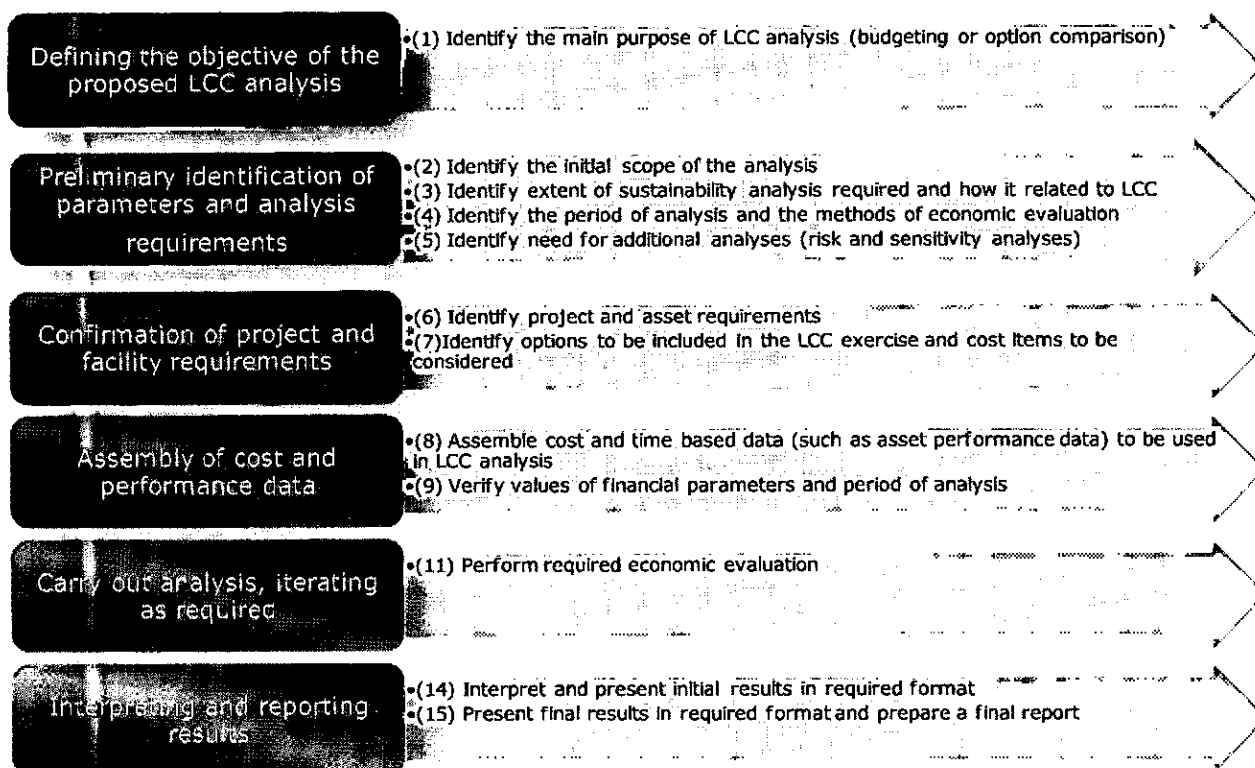 Defining the objective of the
proposed LCC analysis
•(1) Identify the main purpose of LCC analysis (budgeting or option comparison)
Preliminary identification of
parameters and analysis
requirements
•(2) Identify the initial scope of the analysis
•(3) Identify extent of sustainability analysis required and how it related to LCC
•(4) Identify the period of analysis and the methods of economic evaluation
•(5) Identify need for additional analyses (risk and sensitivity analyses)
Confirmation of project and
facility requirements
•(6) Identify project and asset requirements
•(7)Identify options to be included in the LCC exercise and cost items to be
considered
Assembly of cost and
performance data
•(8) Assemble cost and time based data (such as asset performance data) to be used
in LCC analysis
•(9) Verify values of financial parameters and period of analysis
Carry out analysis, iterating
as required
•(11) Perform required economic evaluation
Interpreting and reporting
results
•(14) Interpret and present initial results in required format
•(15) Present final results in required format and prepare a final report